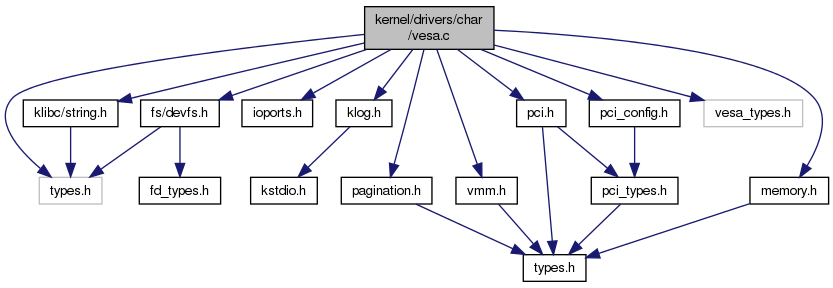 kernel/drivers/char
/vesa.c
klibc/string.h
fs/devfs.h
ioports.h
klog.h
pci.h
pci_config.h
vesa_types.h
types.h
fd_types.h
kstdio.h
pagination.h
vmm.h
pci_types.h
memory.h
types.h